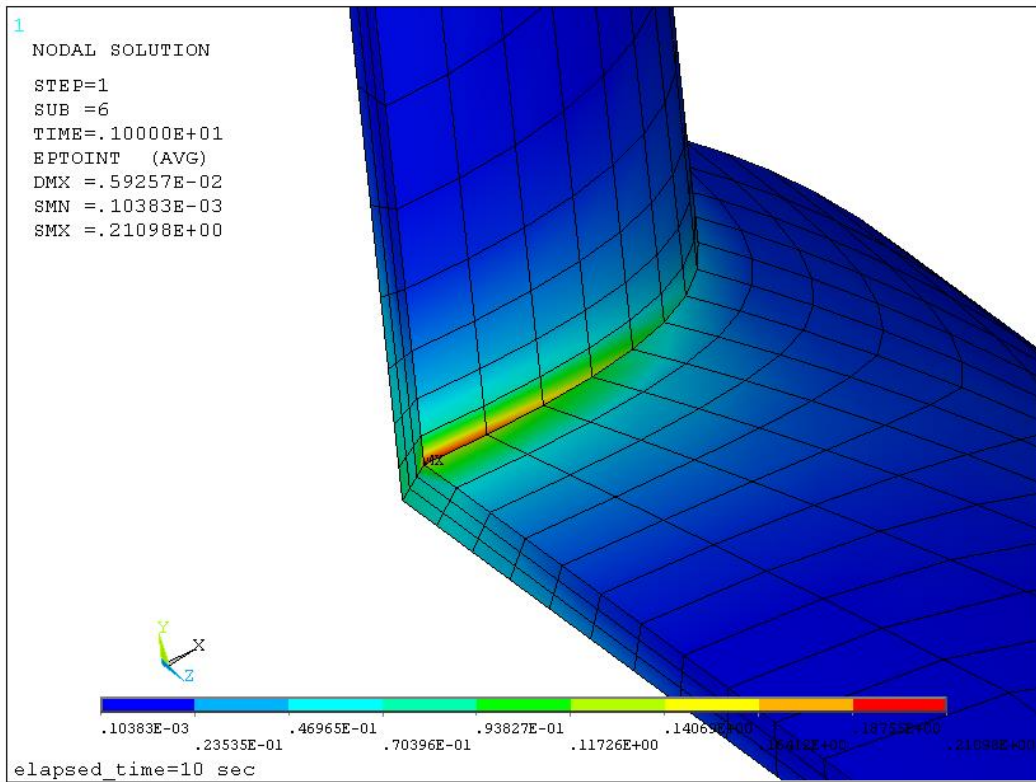 1
NODAL SOLUTION
STEP=1
SUB =6
TIME=.10000E+01
EPTOINT (AVG)
DMX =.59257E-02
SMN =.10383E-03
SMX =.21098E+00
MX
Y
X
Z
.10383E-03
.46965E-01
.93827E-01
.14069E+00
.23535E-01
.70396E-01
.11726E+00
.21098E+00
elapsed_time=10 sec